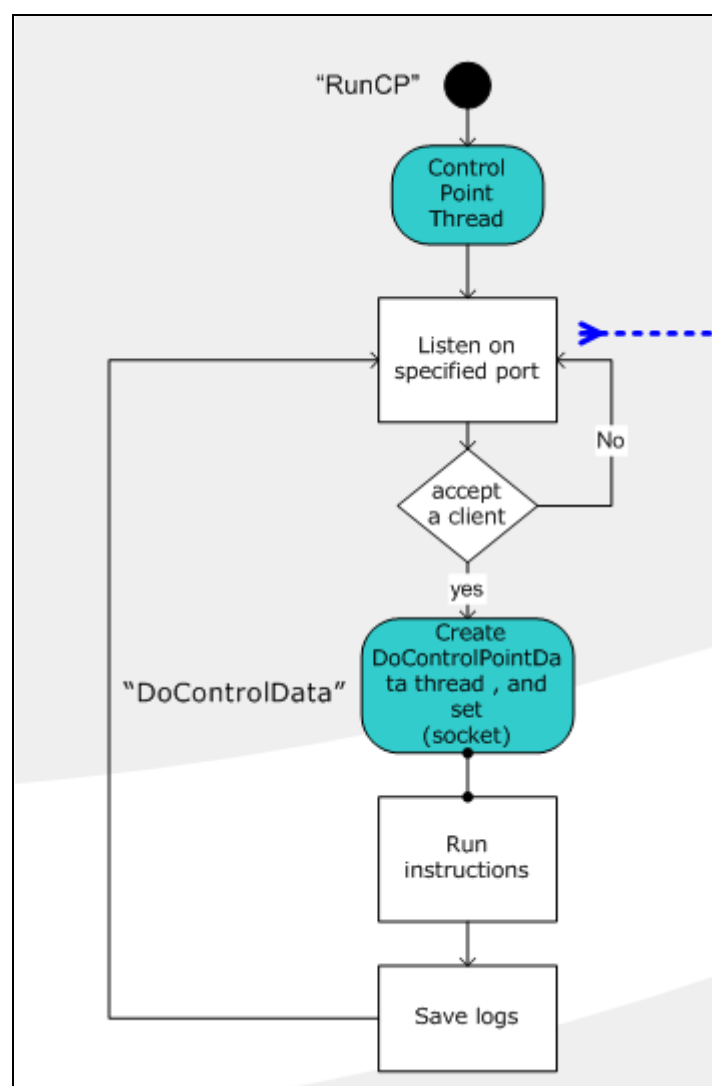 “RunCP”
Control
Point
Thread
Listen on
specified port
No
accept
a client
yes
Create
DoControlPointDa
ta thread , and
set
(socket)
“DoControlData”
Run
instructions
Save logs